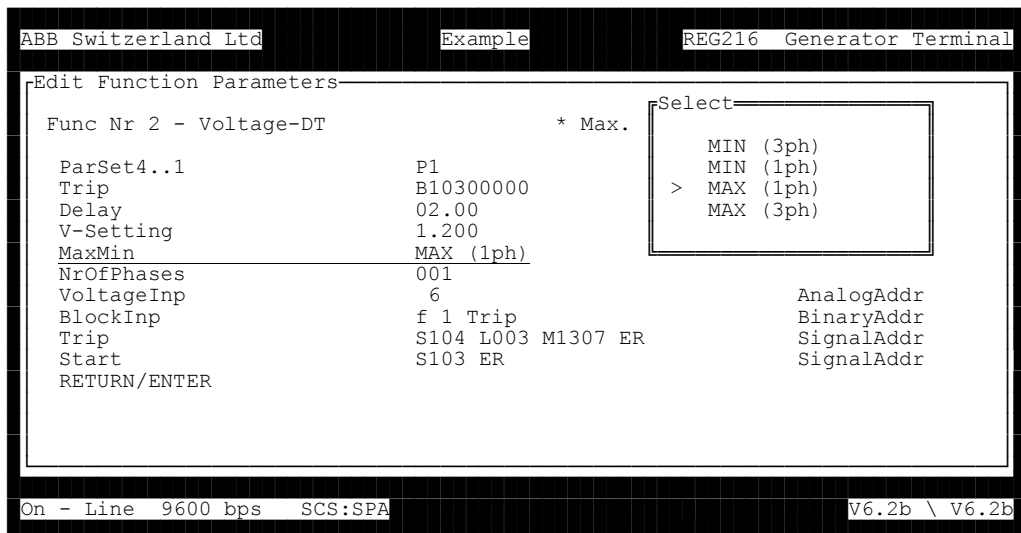 ABB Switzerland Ltd Example REG216 Generator Terminal
Edit Function Parameters
Select
Func Nr 2 - Voltage-DT * Max.
MIN (3ph)
ParSet4..1 P1 MIN (1ph)
Trip B10300000 > MAX (1ph)
Delay 02.00 MAX (3ph)
V-Setting 1.200
MaxMin MAX (1ph)
NrOfPhases 001
VoltageInp 6 AnalogAddr
BlockInp f 1 Trip BinaryAddr
Trip S104 L003 M1307 ER SignalAddr
Start S103 ER SignalAddr
RETURN/ENTER
On - Line 9600 bps SCS:SPA V6.2b \ V6.2b